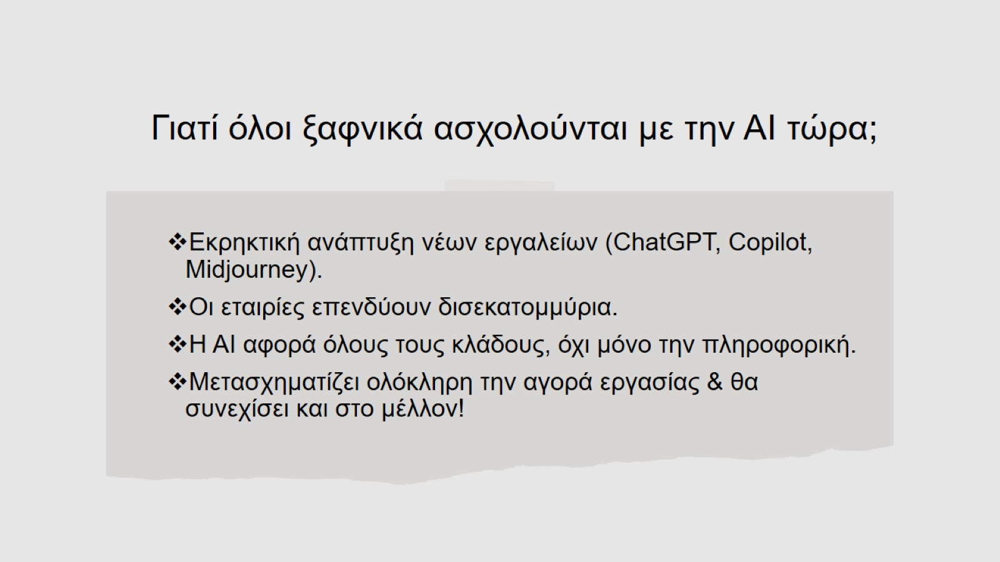 Γιατί όλοι ξαφνικά ασχολούνται με την AI τώρα;
❖Εκρηκτική ανάπτυξη νέων εργαλείων (ChatGPT, Copilot,
Midjourney).
❖Οι εταιρίες επενδύουν δισεκατομμύρια.
❖Η AI αφορά όλους τους κλάδους, όχι μόνο την πληροφορική.
❖Μετασχηματίζει ολόκληρη την αγορά εργασίας & θα
συνεχίσει και στο μέλλον!